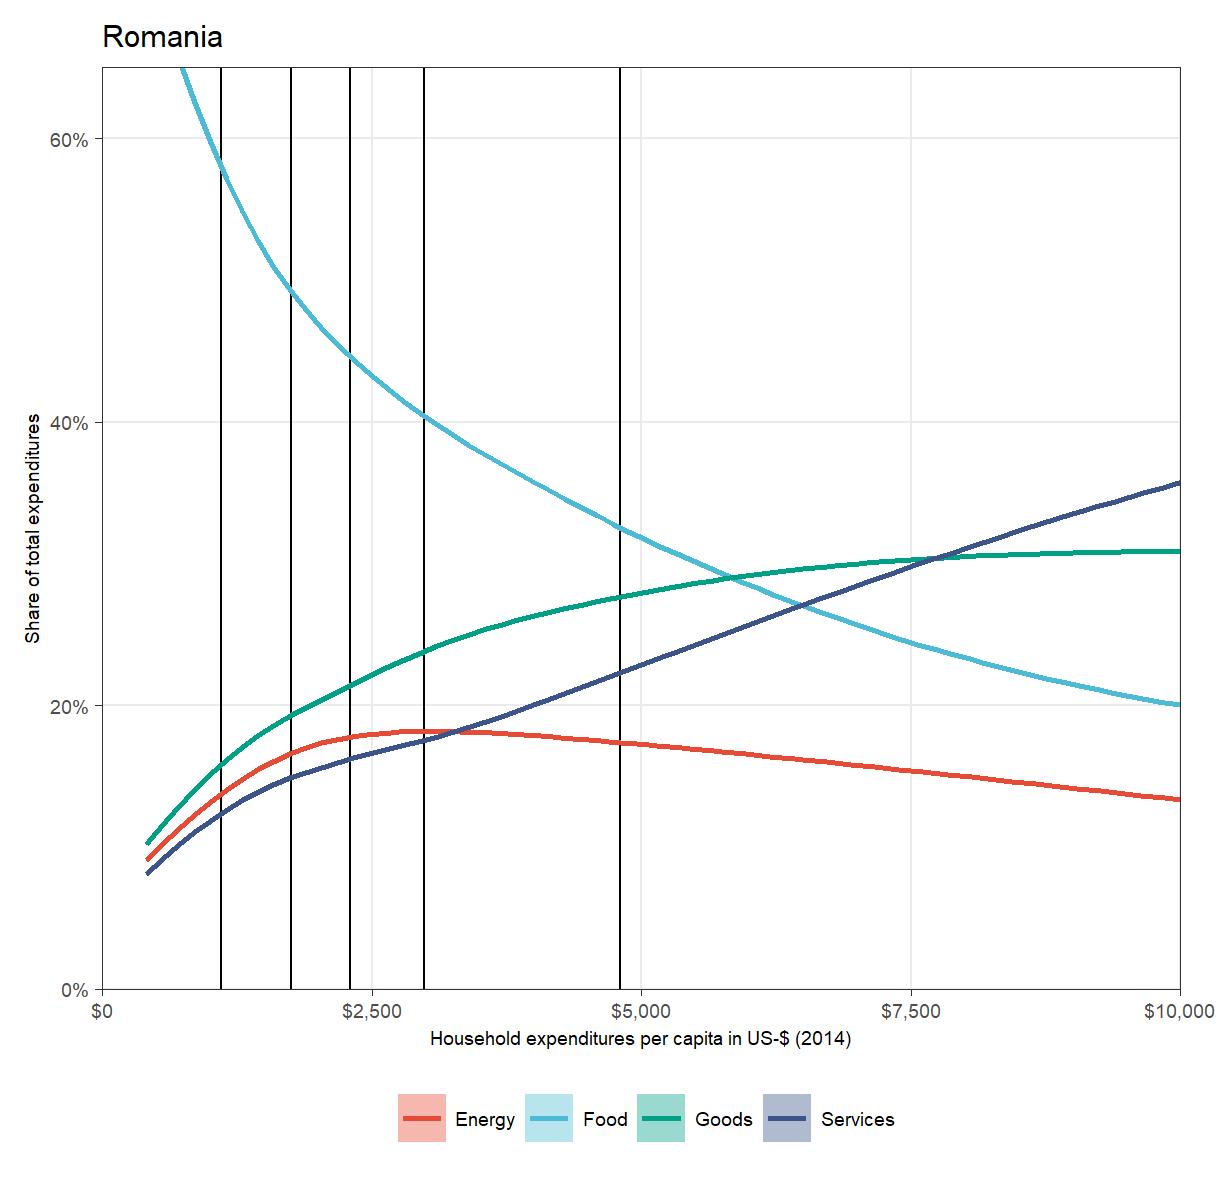 Romania
60%
40%
20%
0%
Share of total expenditures
$0 $2,500 $5,000 $7,500 $10,000
Household expenditures per capita in US-$ (2014)
Energy Food Goods Services